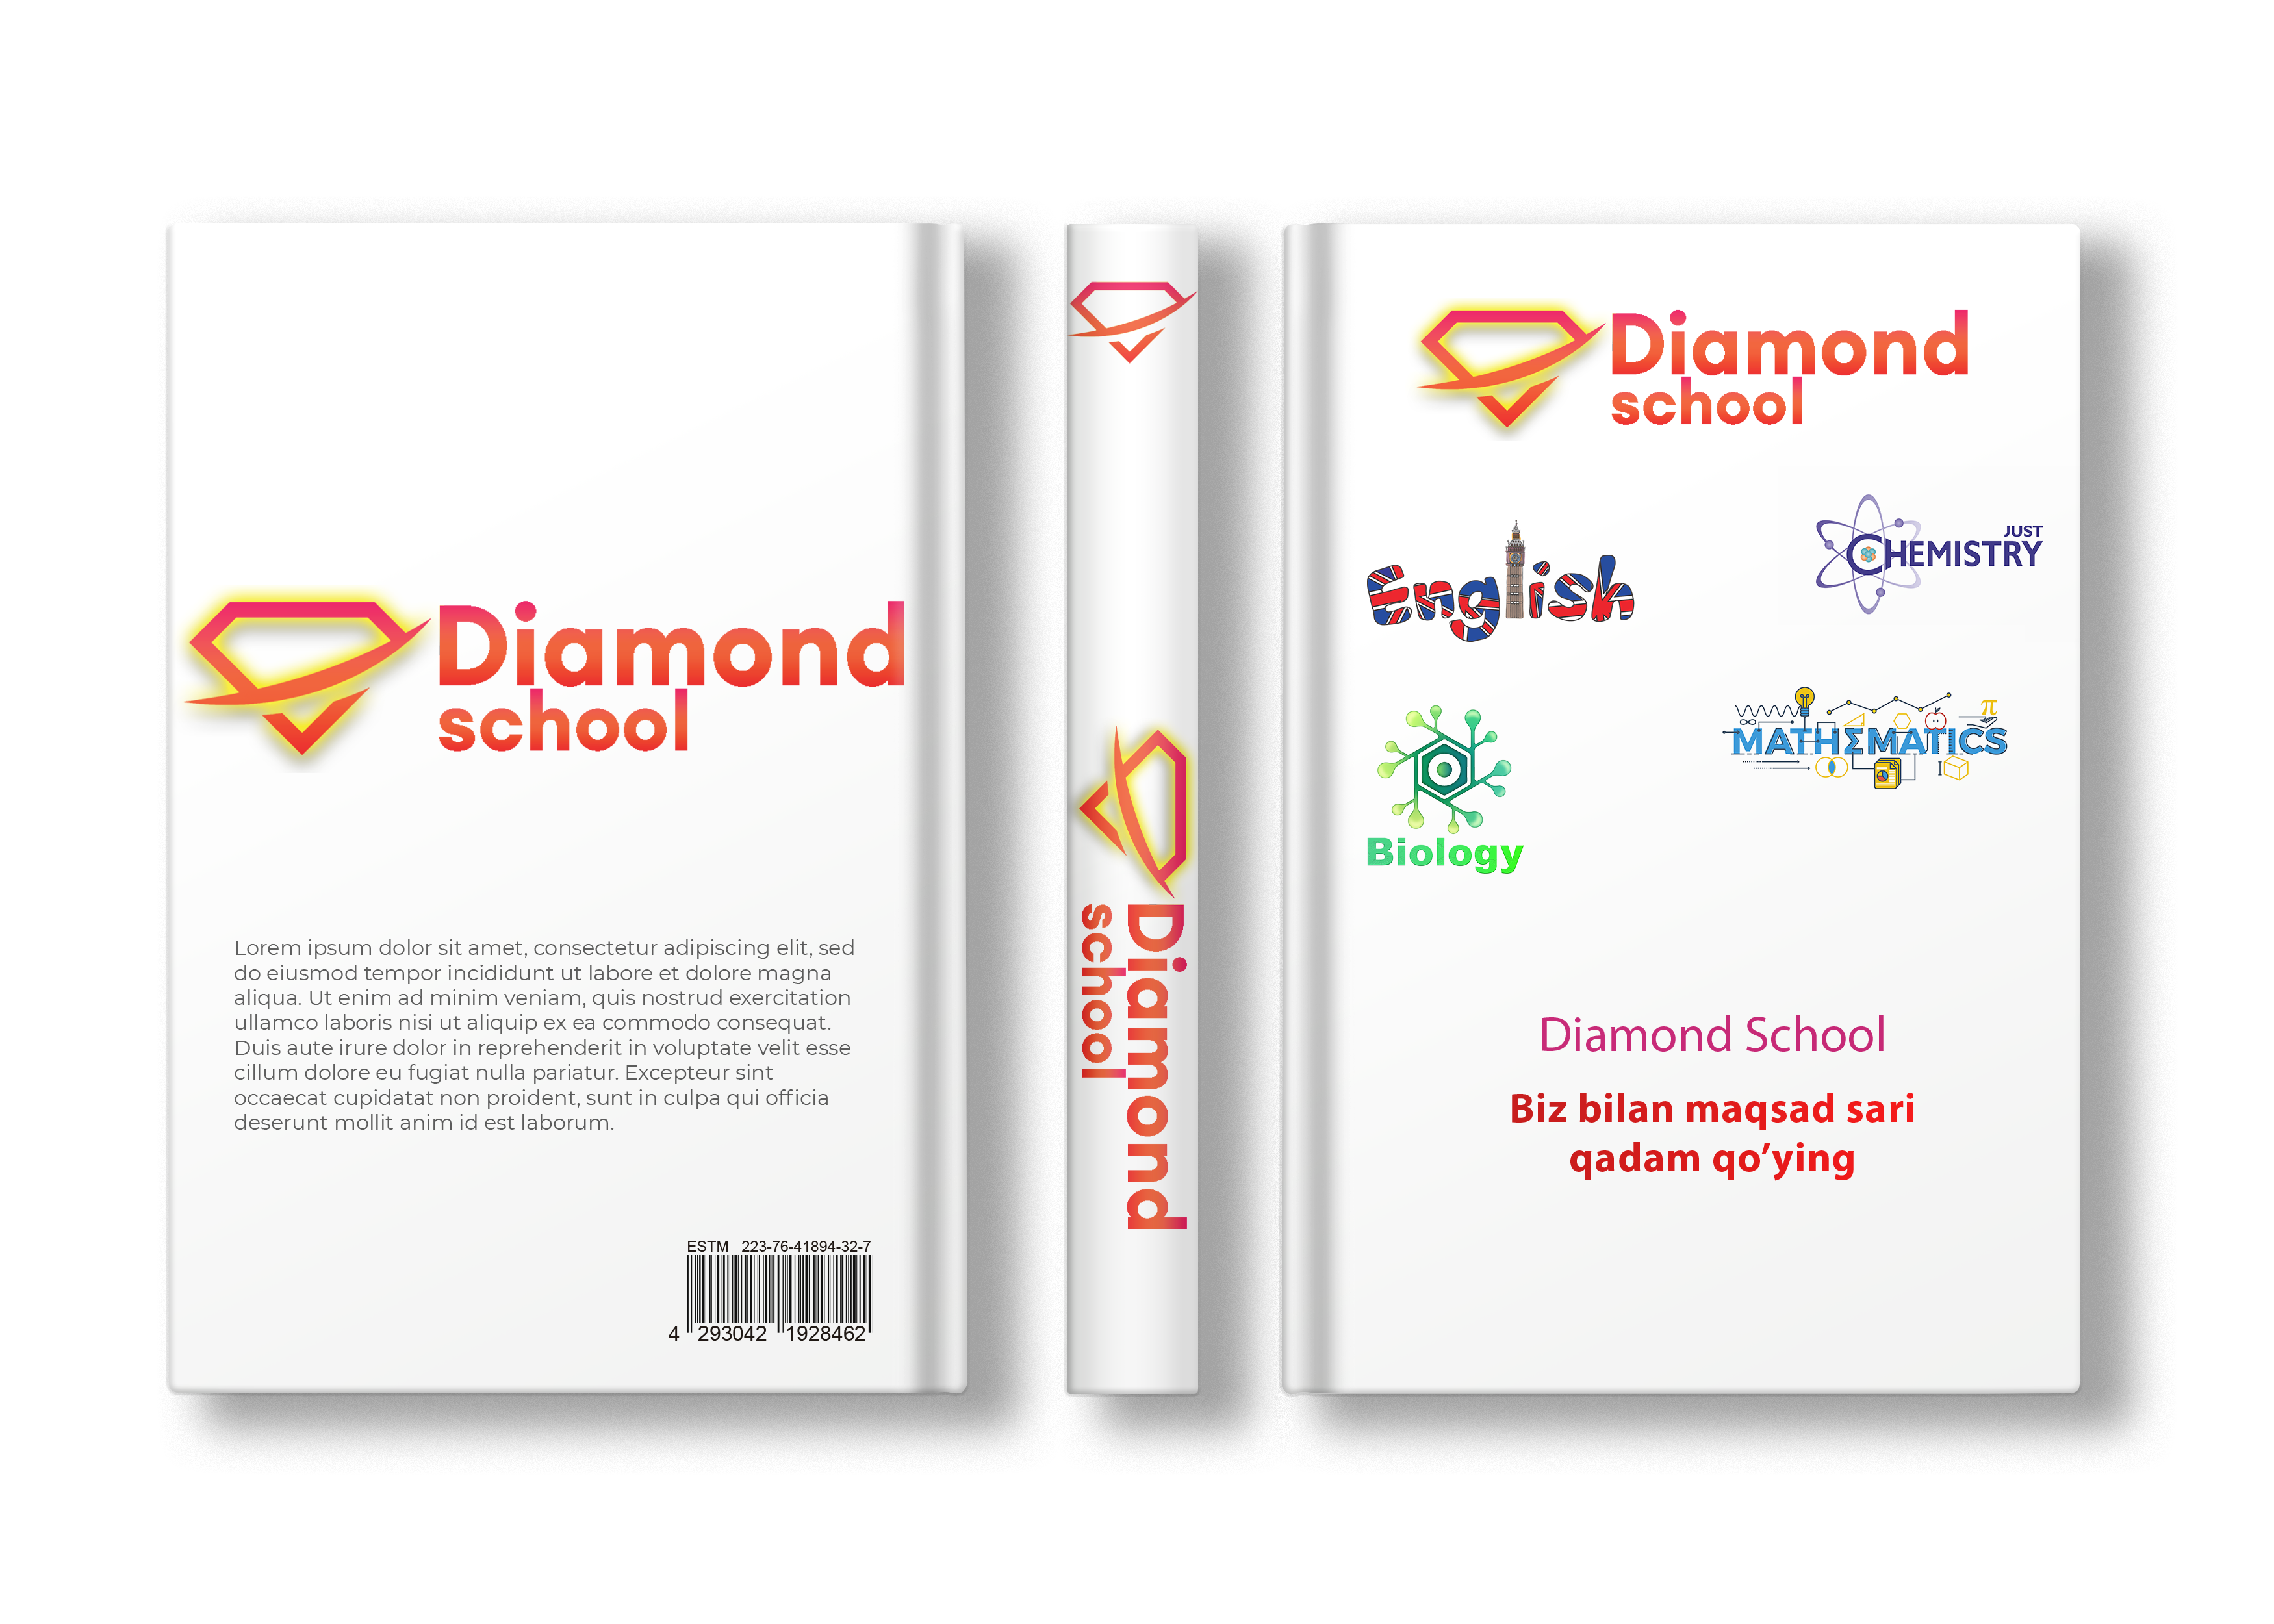 Diamond
school
Lorem ipsum dolor sit amet, consectetur adipiscing elit, sed
do eiusmod tempor incididunt ut labore et dolore magna
aliqua. Ut enim ad minim veniam, quis nostrud exercitation
ullamco laboris nisi ut aliquip ex ea commodo consequat.
Duis aute irure dolor in reprehenderit in voluptate velit esse
cillum dolore eu fugiat nulla pariatur. Excepteur sint
occaecat cupidatat non proident, sunt in culpa qui officia
deserunt mollit anim id est laborum.
ESTM 223-76-41894-32-7
4 293042 1928462
Diamond
school
Diamond
school
English
JUST
CHEMISTRY
Biology
π
MATHΣMATICS
Diamond School
Biz bilan maqsad sari
qadam qo’ying